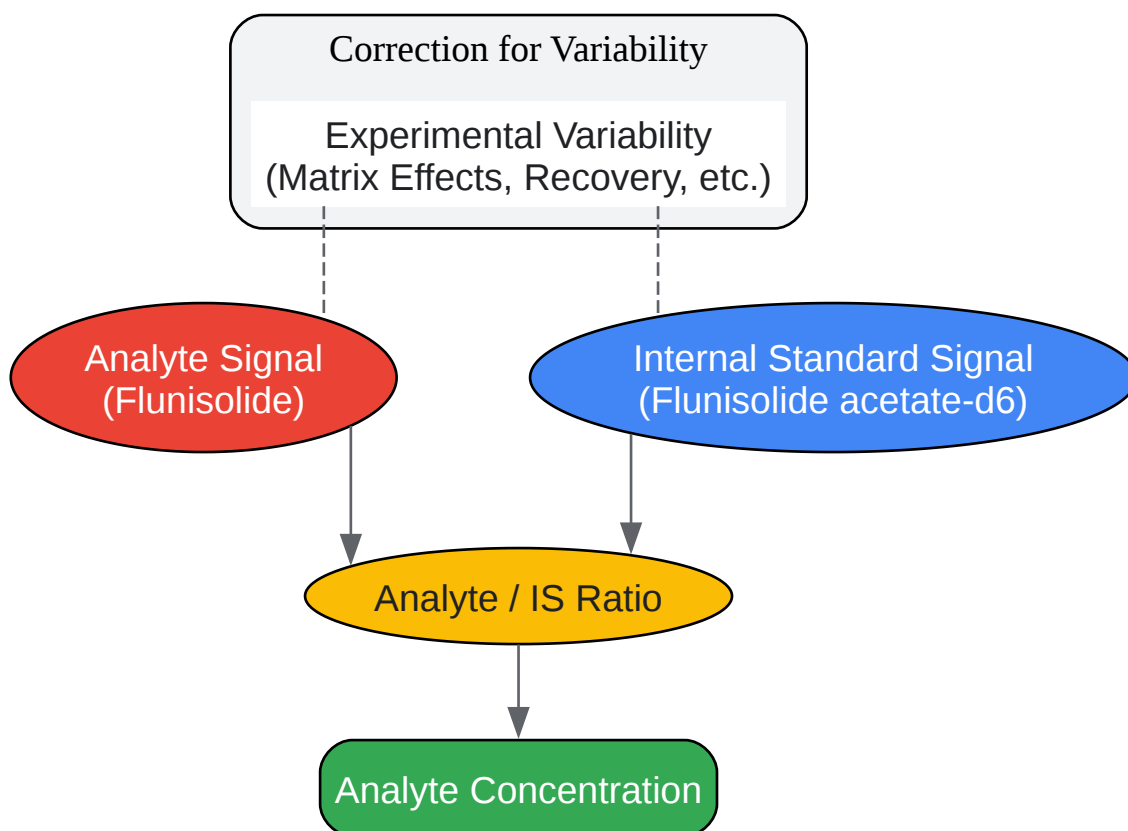 Correction for Variability
Experimental Variability
(Matrix Effects, Recovery, etc.)
Analyte Signal
(Flunisolide)
Internal Standard Signal
(Flunisolide acetate-d6)
Analyte / IS Ratio
Analyte Concentration